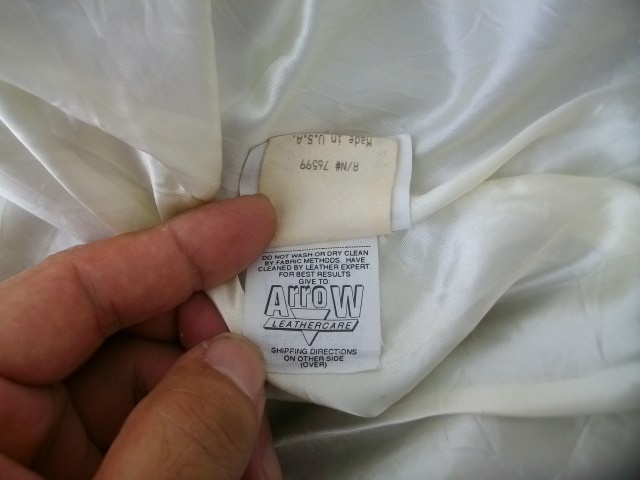 Made in U.S.A.
R/N# 76599
DO NOT WASH OR DRY CLEAN
BY FABRIC METHODS. HAVE
CLEANED BY LEATHER EXPERT.
FOR BEST RESULTS
GIVE TO
ArroW
LEATHERCARE
SHIPPING DIRECTIONS
ON OTHER SIDE
(OVER)